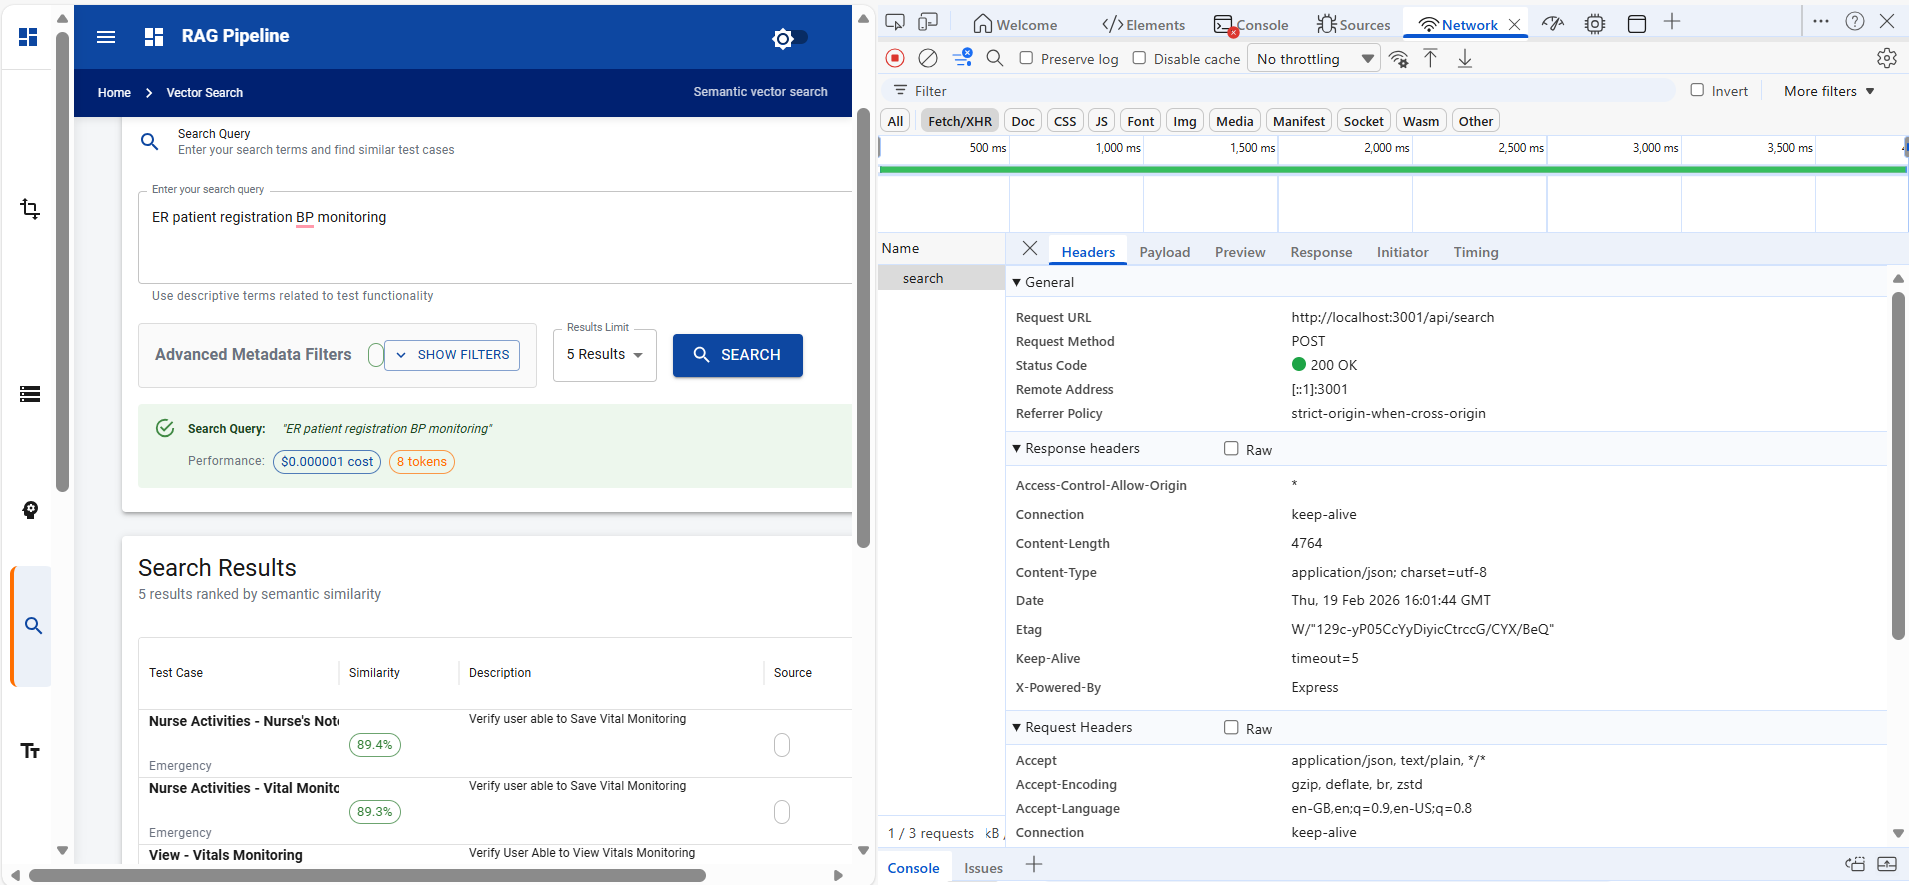 RAG Pipeline
Home
Vector Search
Semantic vector search
Search Query
Enter your search terms and find similar test cases
Enter your search query
ER patient registration BP monitoring
Use descriptive terms related to test functionality
Advanced Metadata Filters
SHOW FILTERS
Results Limit
5 Results
SEARCH
Search Query: "ER patient registration BP monitoring"
Performance: $0.000001 cost 8 tokens
Search Results
5 results ranked by semantic similarity
Test Case Similarity Description Source
Nurse Activities - Nurse's Note
Verify user able to Save Vital Monitoring
89.4%
Emergency
Nurse Activities - Vital Monito
Verify user able to Save Vital Monitoring
89.3%
Emergency
View - Vitals Monitoring
Verify User Able to View Vitals Monitoring
Welcome
Elements
Console
Sources
Network
Preserve log
Disable cache
No throttling
Filter
Invert
More filters
All Fetch/XHR Doc CSS JS Font Img Media Manifest Socket Wasm Other
500 ms 1,000 ms 1,500 ms 2,000 ms 2,500 ms 3,000 ms 3,500 ms
Name
search
Headers Payload Preview Response Initiator Timing
General
Request URL http://localhost:3001/api/search
Request Method POST
Status Code 200 OK
Remote Address [::1]:3001
Referrer Policy strict-origin-when-cross-origin
Response headers Raw
Access-Control-Allow-Origin *
Connection keep-alive
Content-Length 4764
Content-Type application/json; charset=utf-8
Date Thu, 19 Feb 2026 16:01:44 GMT
Etag W/"129c-yP05CcYyDiyicCtrccG/CYX/BeQ"
Keep-Alive timeout=5
X-Powered-By Express
Request Headers Raw
Accept application/json, text/plain, */*
Accept-Encoding gzip, deflate, br, zstd
Accept-Language en-GB,en;q=0.9,en-US;q=0.8
Connection keep-alive
1 / 3 requests kB
Console
Issues